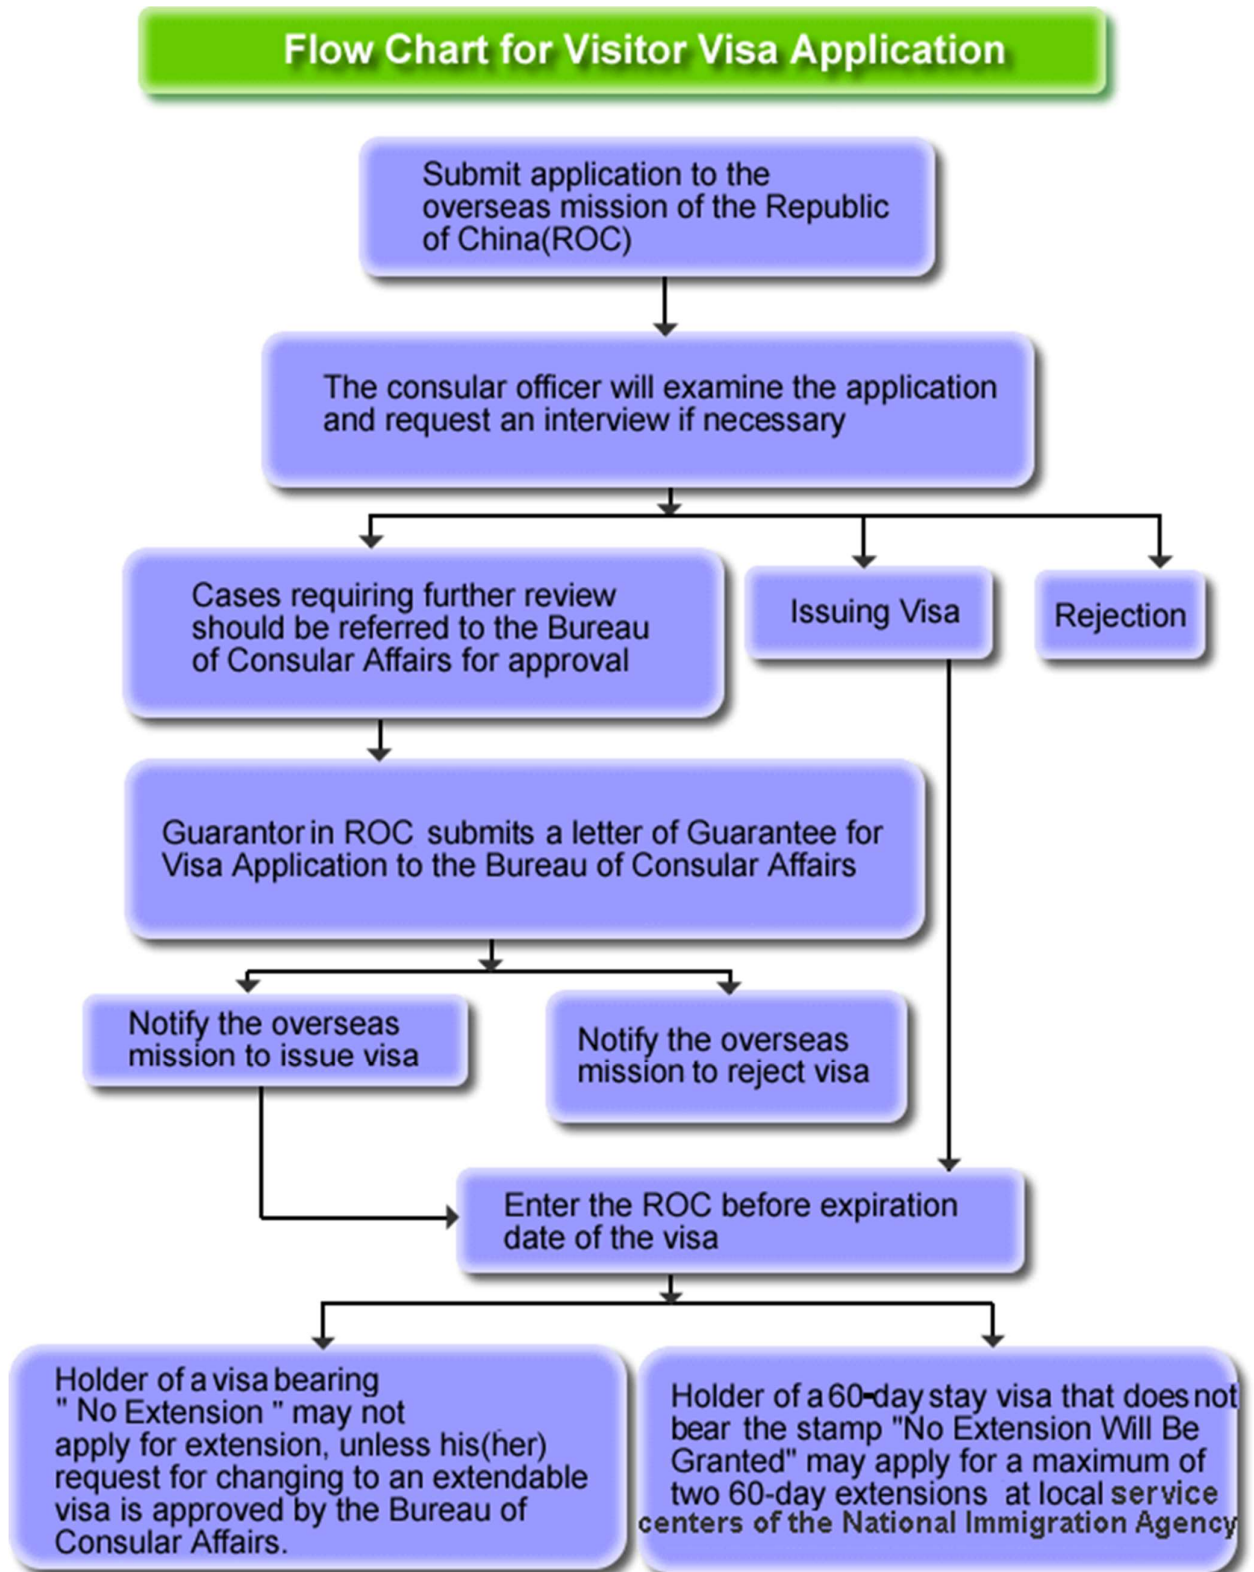 Flow Chart for Visitor Visa Application
Submit application to the
overseas mission of the Republic
of China(ROC)
The consular officer will examine the application
and request an interview if necessary
Cases requiring further review
should be referred to the Bureau
of Consular Affairs for approval
Issuing Visa
Rejection
Guarantor in ROC submits a letter of Guarantee for
Visa Application to the Bureau of Consular Affairs
Notify the overseas
mission to issue visa
Notify the overseas
mission to reject visa
Enter the ROC before expiration
date of the visa
Holder of a visa bearing
" No Extension " may not
apply for extension, unless his(her)
request for changing to an extendable
visa is approved by the Bureau of
Consular Affairs.
Holder of a 60-day stay visa that does not
bear the stamp "No Extension Will Be
Granted" may apply for a maximum of
two 60-day extensions at local service
centers of the National Immigration Agency